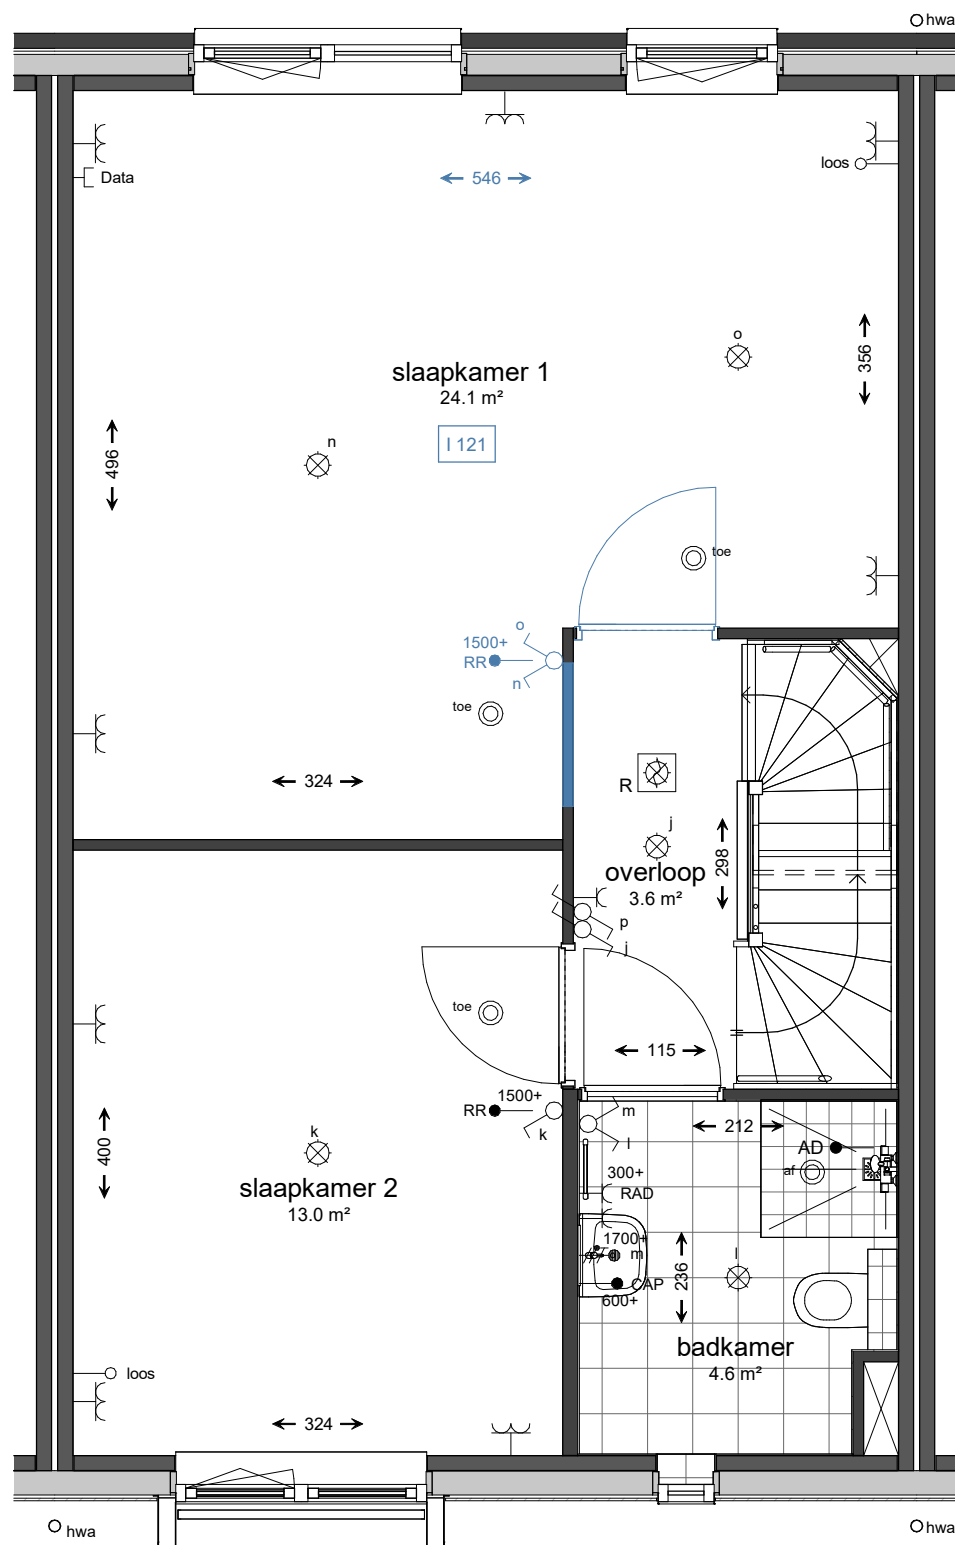 hwa
Data
546
loos
o
356
slaapkamer 1
24.1 m²
n
I 121
496
toe
o
1500+
RR
n
toe
324
R
j
overloop
3.6 m²
298
p
j
toe
115
1500+
RR
k
m
212
l
AD
af
400
k
slaapkamer 2
13.0 m²
300+
RAD
1700+
m
l
236
CAP
600+
badkamer
4.6 m²
loos
324
hwa
hwa